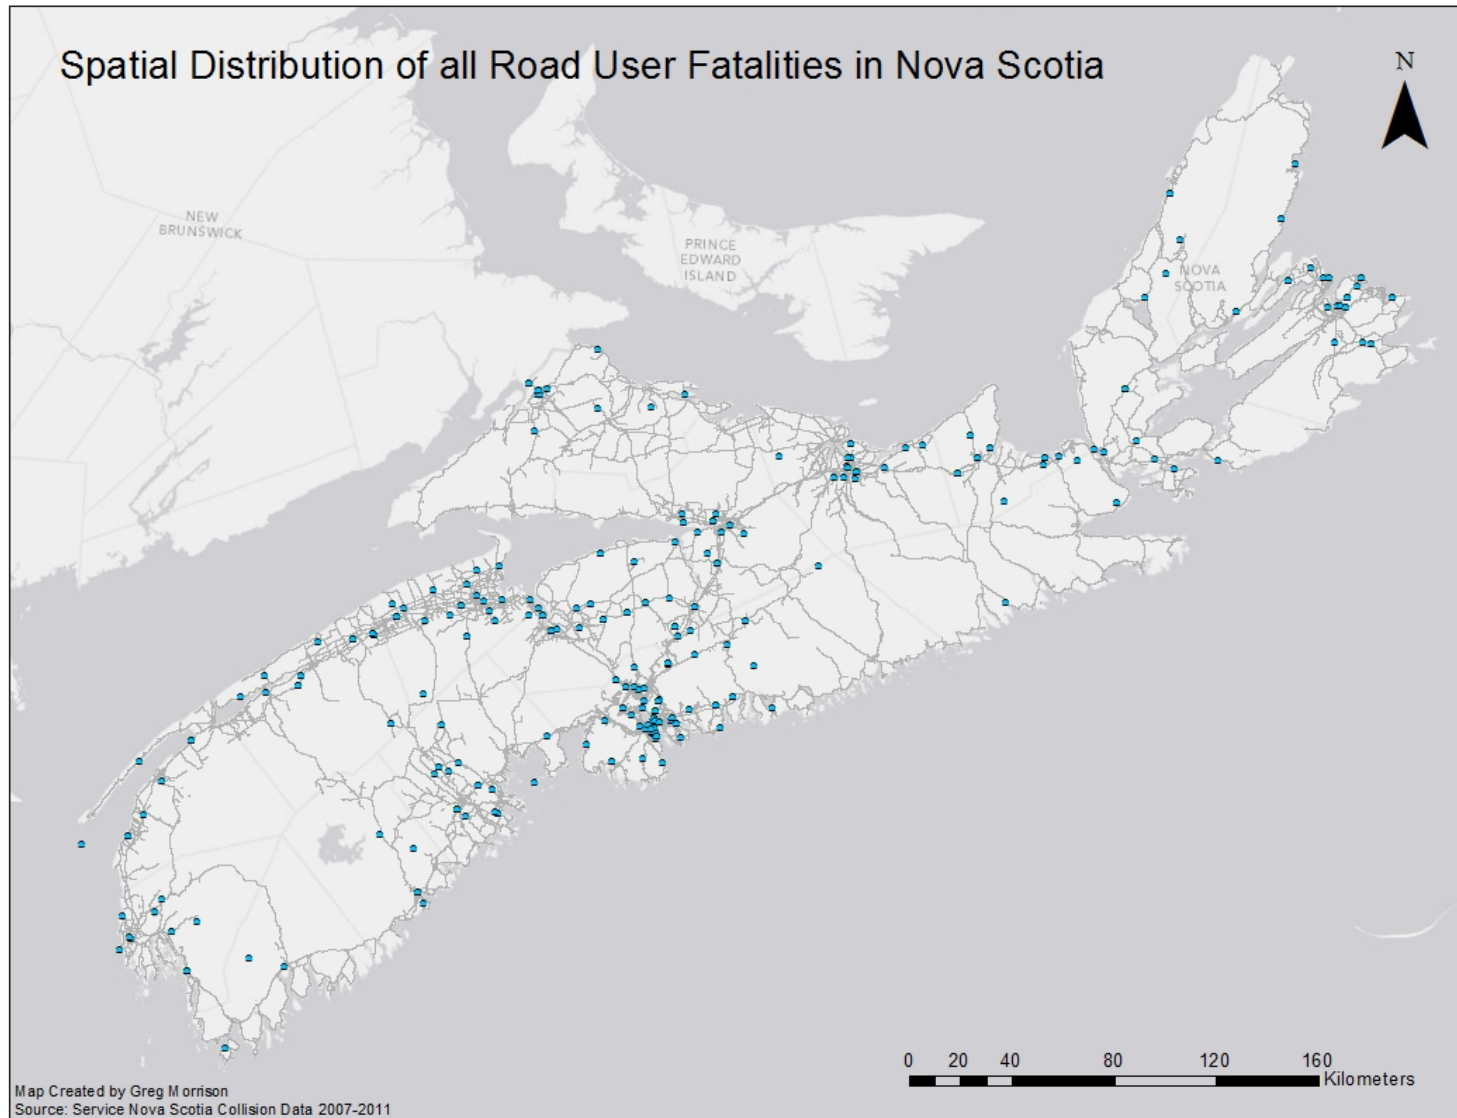 Spatial Distribution of all Road User Fatalities in Nova Scotia
N
NEW
BRUNSWICK
PRINCE
EDWARD
ISLAND
NOVA
SCOTIA
0 20 40 80 120 160
Kilometers
Map Created by Greg Morrison
Source: Service Nova Scotia Collision Data 2007-2011